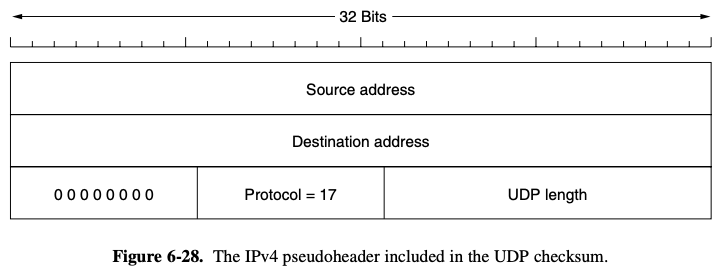 32 Bits
Source address
Destination address
0 0 0 0 0 0 0 0 Protocol = 17 UDP length
Figure 6-28. The IPv4 pseudoheader included in the UDP checksum.